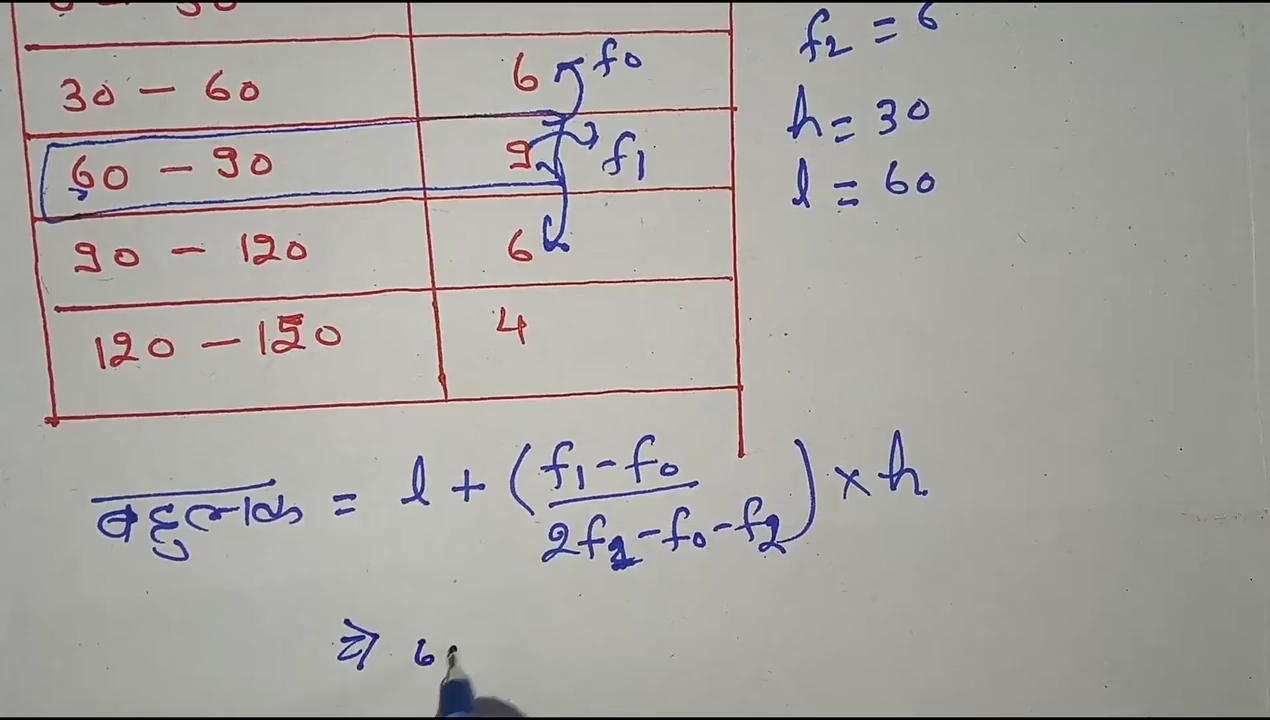 f2 = 6
30 - 60 6 f0
h = 30
60 - 90 9 f1
l = 60
90 - 120 6
120 - 150 4
बहुलक = l + (f1 - f0 / 2f1 - f0 - f2) × h
⇒ 6